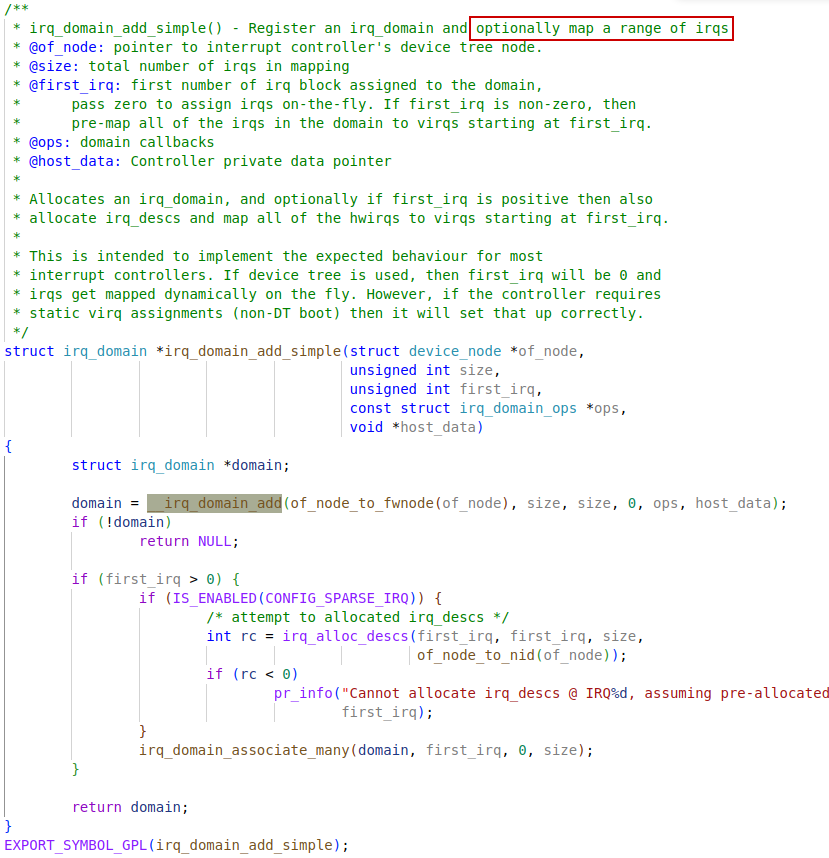 /**
 * irq_domain_add_simple() - Register an irq_domain and optionally map a range of irqs
 * @of_node: pointer to interrupt controller's device tree node.
 * @size: total number of irqs in mapping
 * @first_irq: first number of irq block assigned to the domain,
 *      pass zero to assign irqs on-the-fly. If first_irq is non-zero, then
 *      pre-map all of the irqs in the domain to virqs starting at first_irq.
 * @ops: domain callbacks
 * @host_data: Controller private data pointer
 *
 * Allocates an irq_domain, and optionally if first_irq is positive then also
 * allocate irq_descs and map all of the hwirqs to virqs starting at first_irq.
 *
 * This is intended to implement the expected behaviour for most
 * interrupt controllers. If device tree is used, then first_irq will be 0 and
 * irqs get mapped dynamically on the fly. However, if the controller requires
 * static virq assignments (non-DT boot) then it will set that up correctly.
 */
struct irq_domain *irq_domain_add_simple(struct device_node *of_node,
                                         unsigned int size,
                                         unsigned int first_irq,
                                         const struct irq_domain_ops *ops,
                                         void *host_data)
{
        struct irq_domain *domain;

        domain = __irq_domain_add(of_node_to_fwnode(of_node), size, size, 0, ops, host_data);
        if (!domain)
                return NULL;

        if (first_irq > 0) {
                if (IS_ENABLED(CONFIG_SPARSE_IRQ)) {
                        /* attempt to allocated irq_descs */
                        int rc = irq_alloc_descs(first_irq, first_irq, size,
                                                 of_node_to_nid(of_node));
                        if (rc < 0)
                                pr_info("Cannot allocate irq_descs @ IRQ%d, assuming pre-allocated
                                        first_irq);
                }
                irq_domain_associate_many(domain, first_irq, 0, size);
        }

        return domain;
}
EXPORT_SYMBOL_GPL(irq_domain_add_simple);